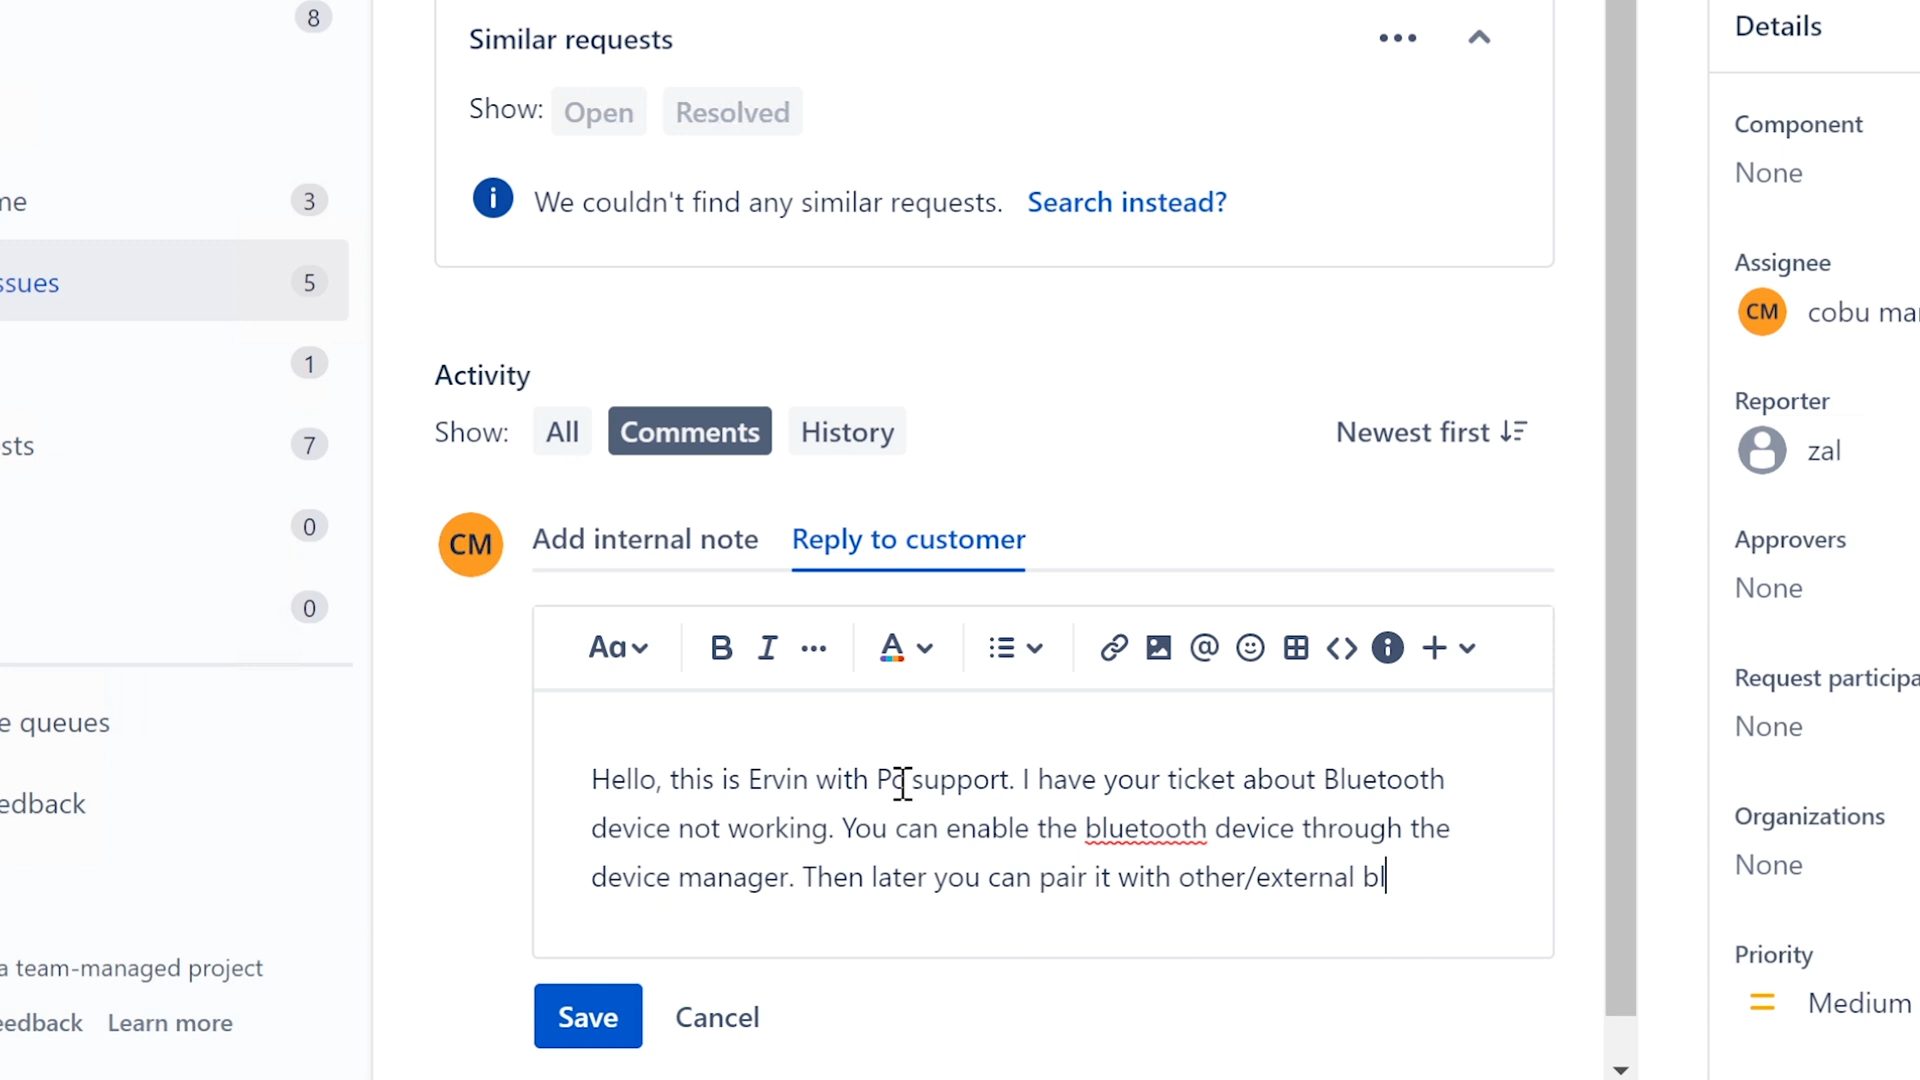 8
me
3
ssues
5
1
sts
7
0
0
e queues
eedback
a team-managed project
eedback Learn more
Similar requests
Show: Open Resolved
We couldn't find any similar requests. Search instead?
Activity
Show: All Comments History Newest first
CM Add internal note Reply to customer
Aa B I ... A @
Hello, this is Ervin with Pc support. I have your ticket about Bluetooth
device not working. You can enable the bluetooth device through the
device manager. Then later you can pair it with other/external bl
Save Cancel
Details
Component
None
Assignee
CM cobu mar
Reporter
zal
Approvers
None
Request participa
None
Organizations
None
Priority
Medium